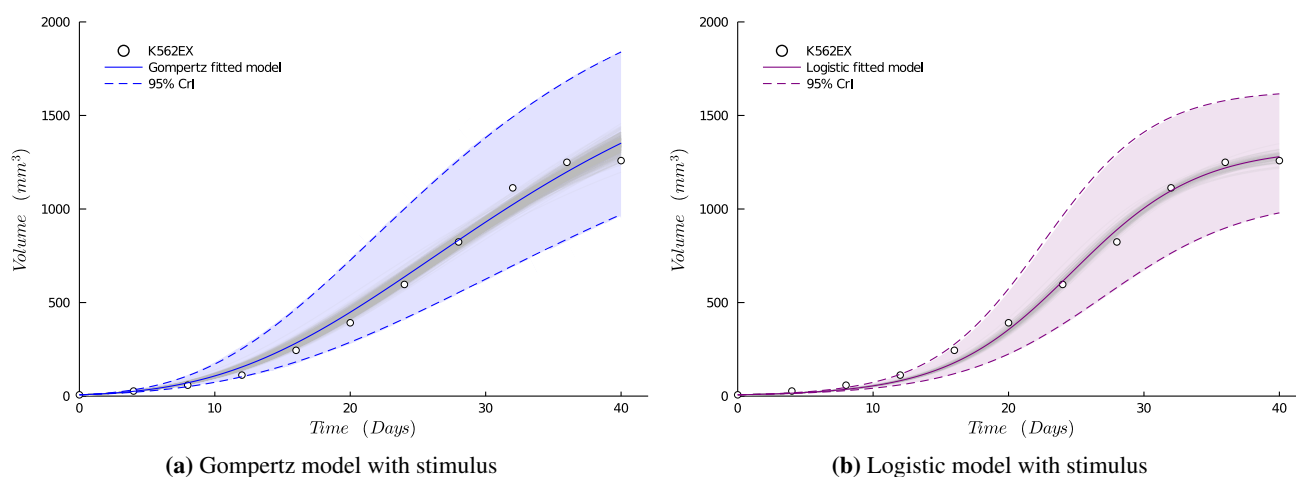 2000
1500
1000
500
0
Volume (mm³)
K562EX
Gompertz fitted model
95% CrI
0 10 20 30 40
Time (Days)
(a) Gompertz model with stimulus
2000
1500
1000
500
0
Volume (mm³)
K562EX
Logistic fitted model
95% CrI
0 10 20 30 40
Time (Days)
(b) Logistic model with stimulus